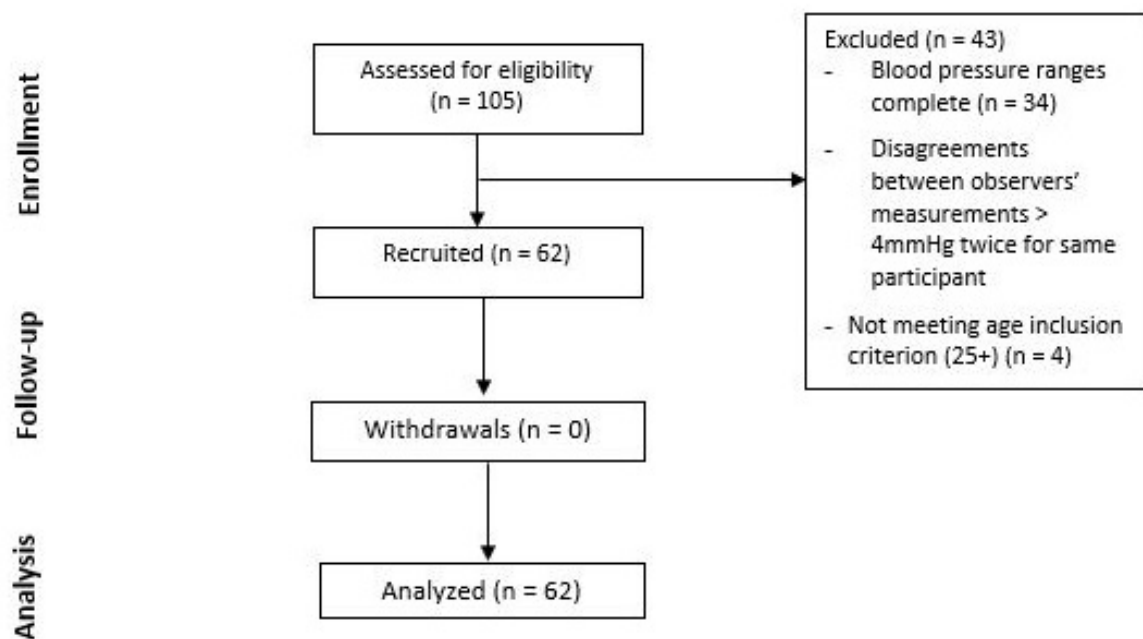 Enrollment
Assessed for eligibility
(n = 105)
Excluded (n = 43)
- Blood pressure ranges
complete (n = 34)
- Disagreements
between observers’
measurements >
4mmHg twice for same
participant
- Not meeting age inclusion
criterion (25+) (n = 4)
Recruited (n = 62)
Follow-up
Withdrawals (n = 0)
Analysis
Analyzed (n = 62)